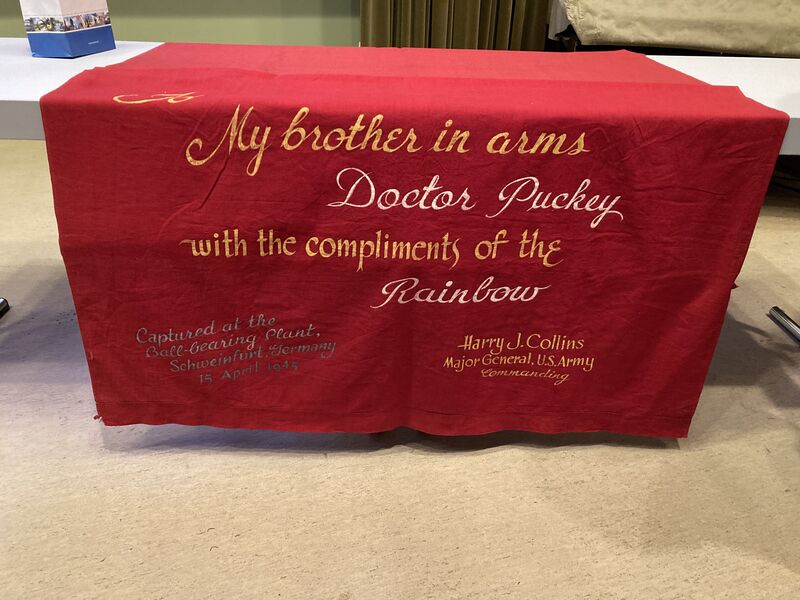 To
My brother in arms
Doctor Puckey
with the compliments of the
Rainbow
Captured at the
Ball-bearing Plant,
Schweinfurt, Germany
15 April 1945
Harry J. Collins
Major General, U.S. Army
Commanding